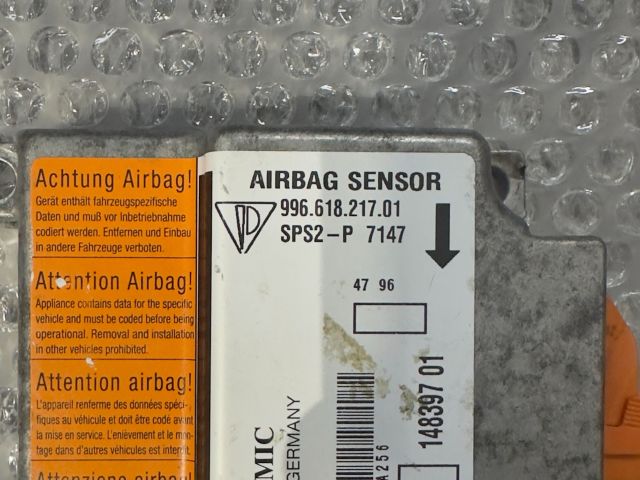 Achtung Airbag!
Gerät enthält fahrzeugspezifische
Daten und muß vor Inbetriebnahme
codiert werden. Entfernen und Einbau
in andere Fahrzeuge verboten.
Attention Airbag!
Appliance contains data for the specific
vehicle and must be coded before being
operational. Removal and installation
in other vehicles prohibited.
Attention airbag!
L'appareil renferme des données spéci-
fiques au véhicule et doit être codé avant
la mise en service. L'enlèvement et le mon-
tage dans d'autres véhicules est interdit.
Attenzione airbag!
AIRBAG SENSOR
996.618.217.01
SPS2-P 7147
47 96
148397 01
A256
MIC
GERMANY